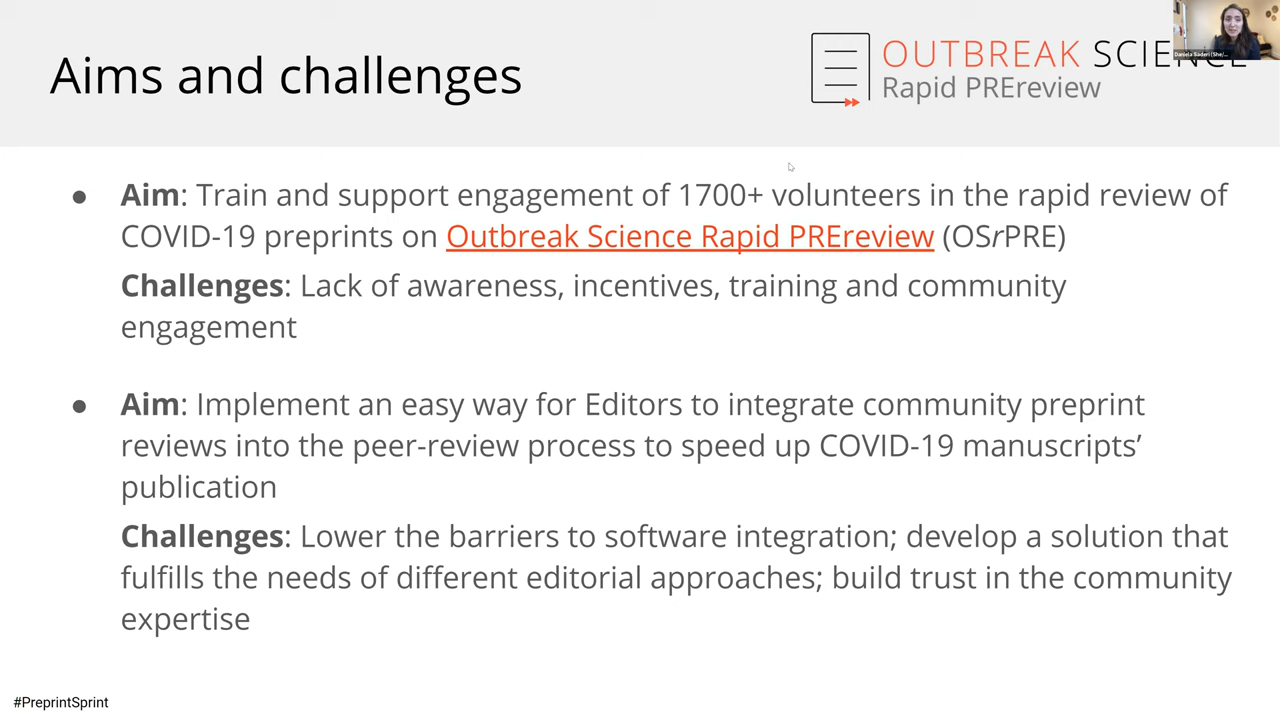 Aims and challenges
OUTBREAK SCIENCE
Rapid PREreview
Daniela Saderi (She/...
● Aim: Train and support engagement of 1700+ volunteers in the rapid review of
COVID-19 preprints on Outbreak Science Rapid PREreview (OSrPRE)
Challenges: Lack of awareness, incentives, training and community
engagement
● Aim: Implement an easy way for Editors to integrate community preprint
reviews into the peer-review process to speed up COVID-19 manuscripts’
publication
Challenges: Lower the barriers to software integration; develop a solution that
fulfills the needs of different editorial approaches; build trust in the community
expertise
#PreprintSprint